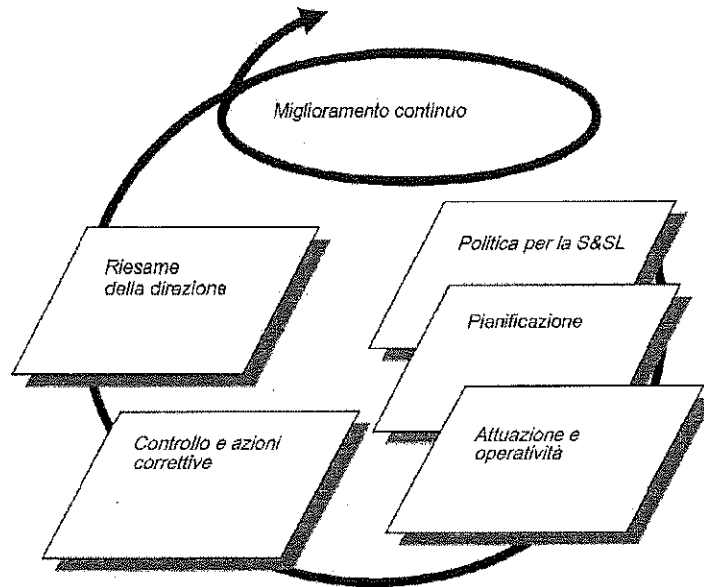 Miglioramento continuo
Politica per la S&SL
Pianificazione
Attuazione e
operatività
Controllo e azioni
correttive
Riesame
della direzione